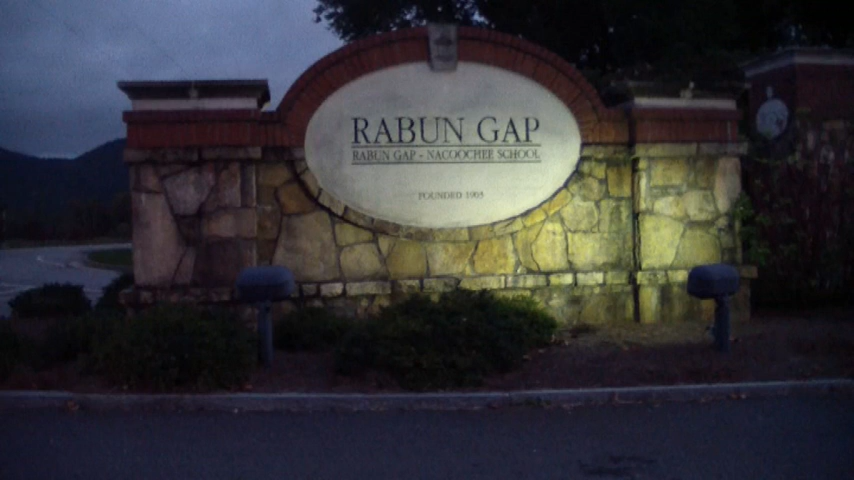 RABUN GAP
RABUN GAP - NACOOCHEE SCHOOL
FOUNDED 1903